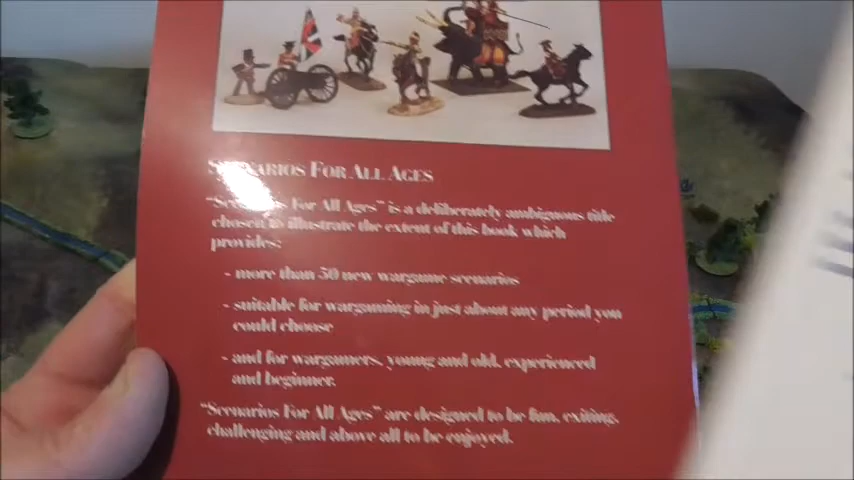 SCENARIOS FOR ALL AGES
"Scenarios For All Ages" is a deliberately ambiguous title
chosen to illustrate the extent of this book which
provides:
- more than 50 new wargame scenarios
- suitable for wargaming in just about any period you
could choose
- and for wargamers, young and old, experienced
and beginner.
"Scenarios For All Ages" are designed to be fun, exiting,
challenging and above all to be enjoyed.